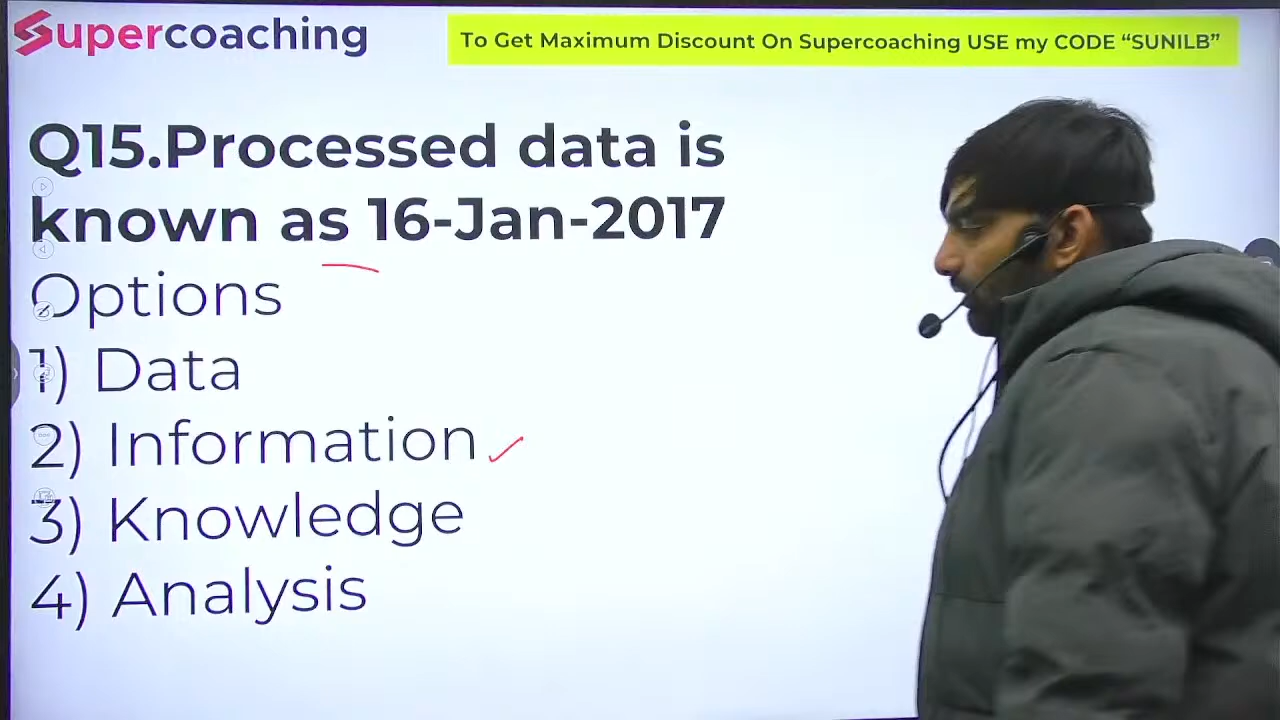 Supercoaching
To Get Maximum Discount On Supercoaching USE my CODE “SUNILB”
Q15.Processed data is
known as 16-Jan-2017
Options
1) Data
2) Information
3) Knowledge
4) Analysis